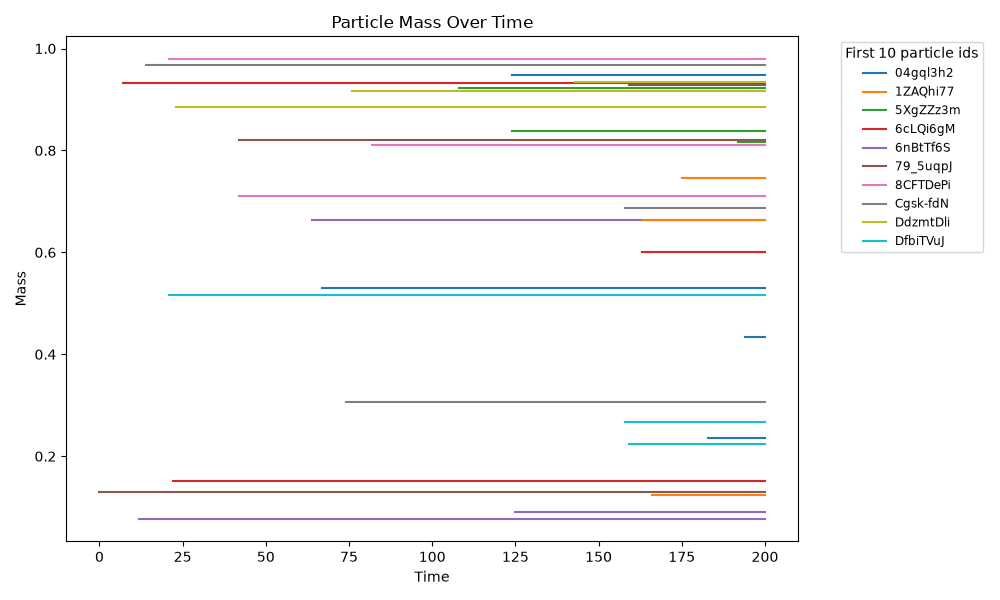 Particle Mass Over Time
Mass
1.0
0.8
0.6
0.4
0.2
0 25 50 75 100 125 150 175 200
Time
First 10 particle ids
04gql3h2
1ZAQhi77
5XgZZz3m
6cLQi6gM
6nBtTf6S
79_5uqpJ
8CFTDePi
Cgsk-fdN
DdzmtDli
DfbiTVuJ